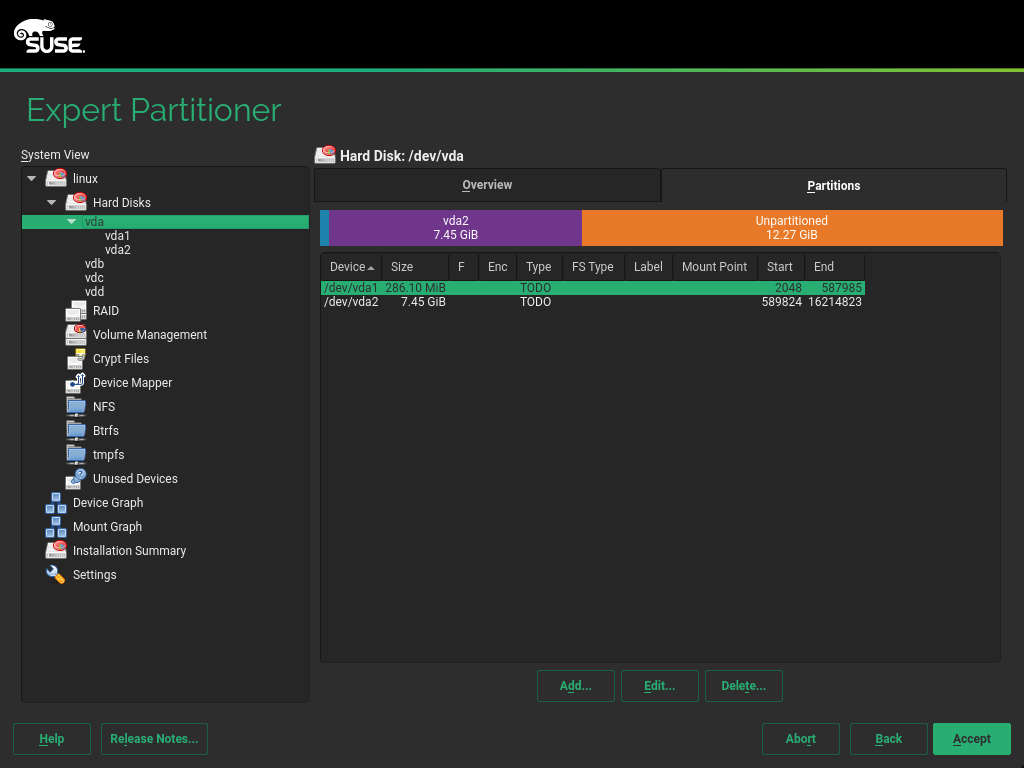 SUSE.
Expert Partitioner
System View
linux
Hard Disks
vda
vda1
vda2
vdb
vdc
vdd
RAID
Volume Management
Crypt Files
Device Mapper
NFS
Btrfs
tmpfs
Unused Devices
Device Graph
Mount Graph
Installation Summary
Settings
Hard Disk: /dev/vda
Overview Partitions
vda2 Unpartitioned
7.45 GiB 12.27 GiB
Device Size F Enc Type FS Type Label Mount Point Start End
/dev/vda1 286.10 MiB TODO 2048 587985
/dev/vda2 7.45 GiB TODO 589824 16214823
Add... Edit... Delete...
Help Release Notes... Abort Back Accept